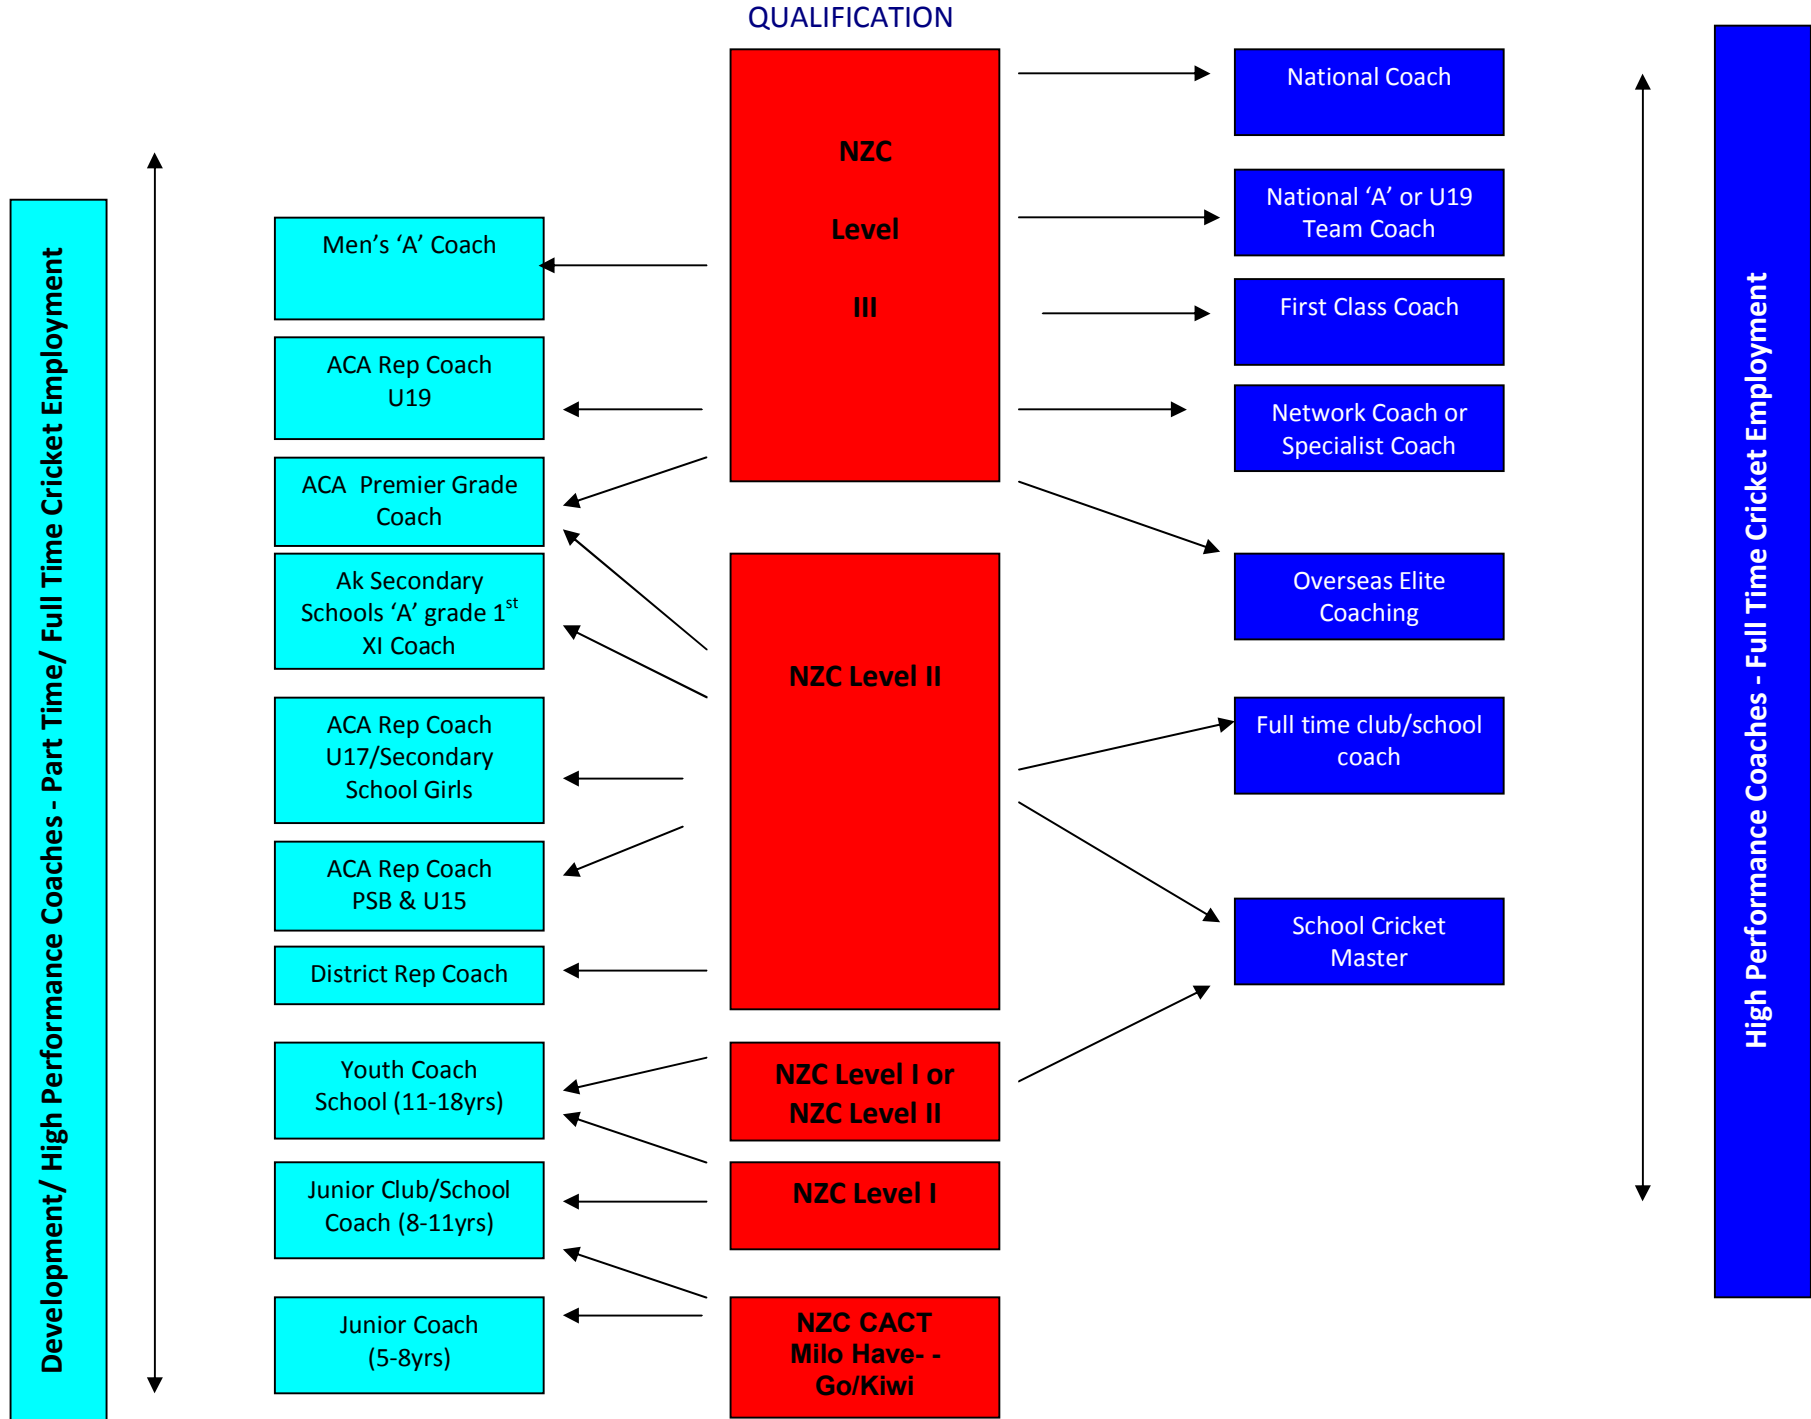 QUALIFICATION
Development/ High Performance Coaches - Part Time/ Full Time Cricket Employment
Men’s ‘A’ Coach
ACA Rep Coach
U19
ACA  Premier Grade
Coach
Ak Secondary
Schools ‘A’ grade 1st
XI Coach
ACA Rep Coach
U17/Secondary
School Girls
ACA Rep Coach
PSB & U15
District Rep Coach
Youth Coach
School (11-18yrs)
Junior Club/School
Coach (8-11yrs)
Junior Coach
(5-8yrs)
NZC
Level
III
NZC Level II
NZC Level I or
NZC Level II
NZC Level I
NZC CACT
Milo Have- -
Go/Kiwi
National Coach
National ‘A’ or U19
Team Coach
First Class Coach
Network Coach or
Specialist Coach
Overseas Elite
Coaching
Full time club/school
coach
School Cricket
Master
High Performance Coaches - Full Time Cricket Employment